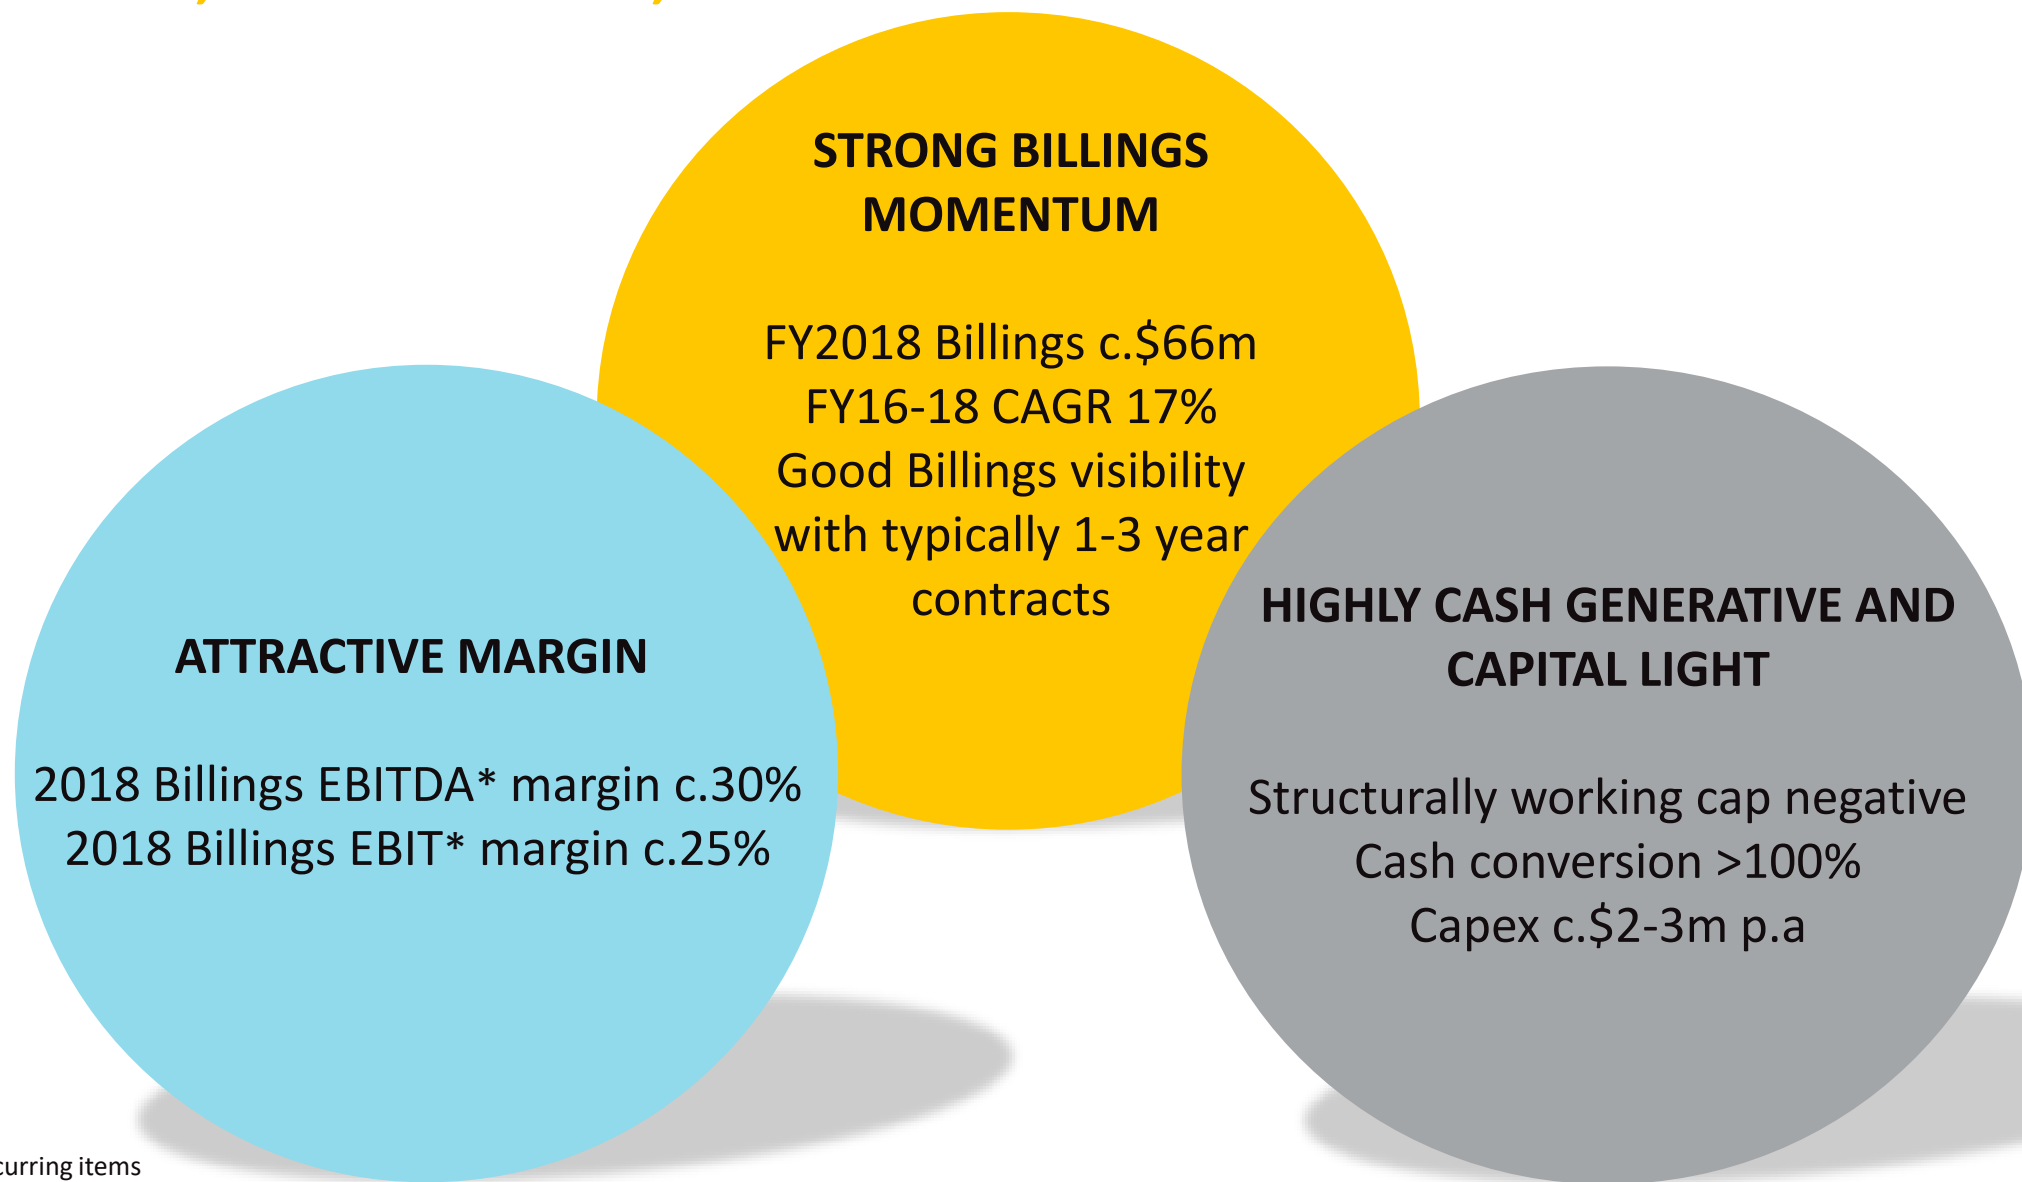 STRONG BILLINGS
MOMENTUM
FY2018 Billings c.$66m
FY16-18 CAGR 17%
Good Billings visibility
with typically 1-3 year
contracts
ATTRACTIVE MARGIN
2018 Billings EBITDA* margin c.30%
2018 Billings EBIT* margin c.25%
HIGHLY CASH GENERATIVE AND
CAPITAL LIGHT
Structurally working cap negative
Cash conversion >100%
Capex c.$2-3m p.a
items